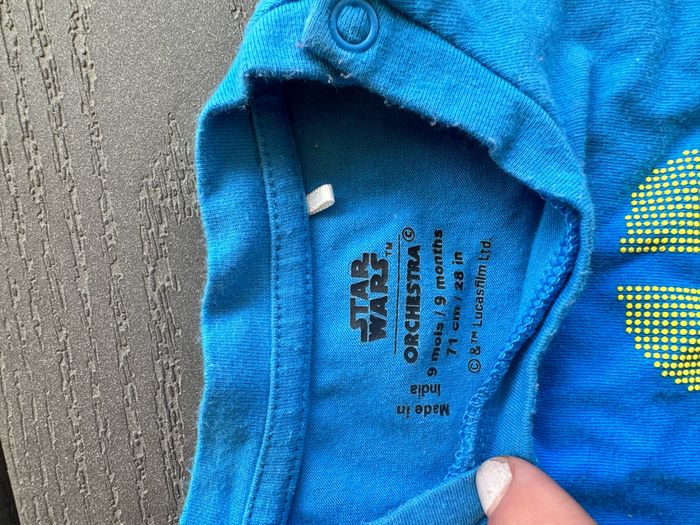 STAR
WARS™
ORCHESTRA©
9 mois / 9 months
71 cm / 28 in
© & ™ Lucasfilm Ltd.
Made in
India